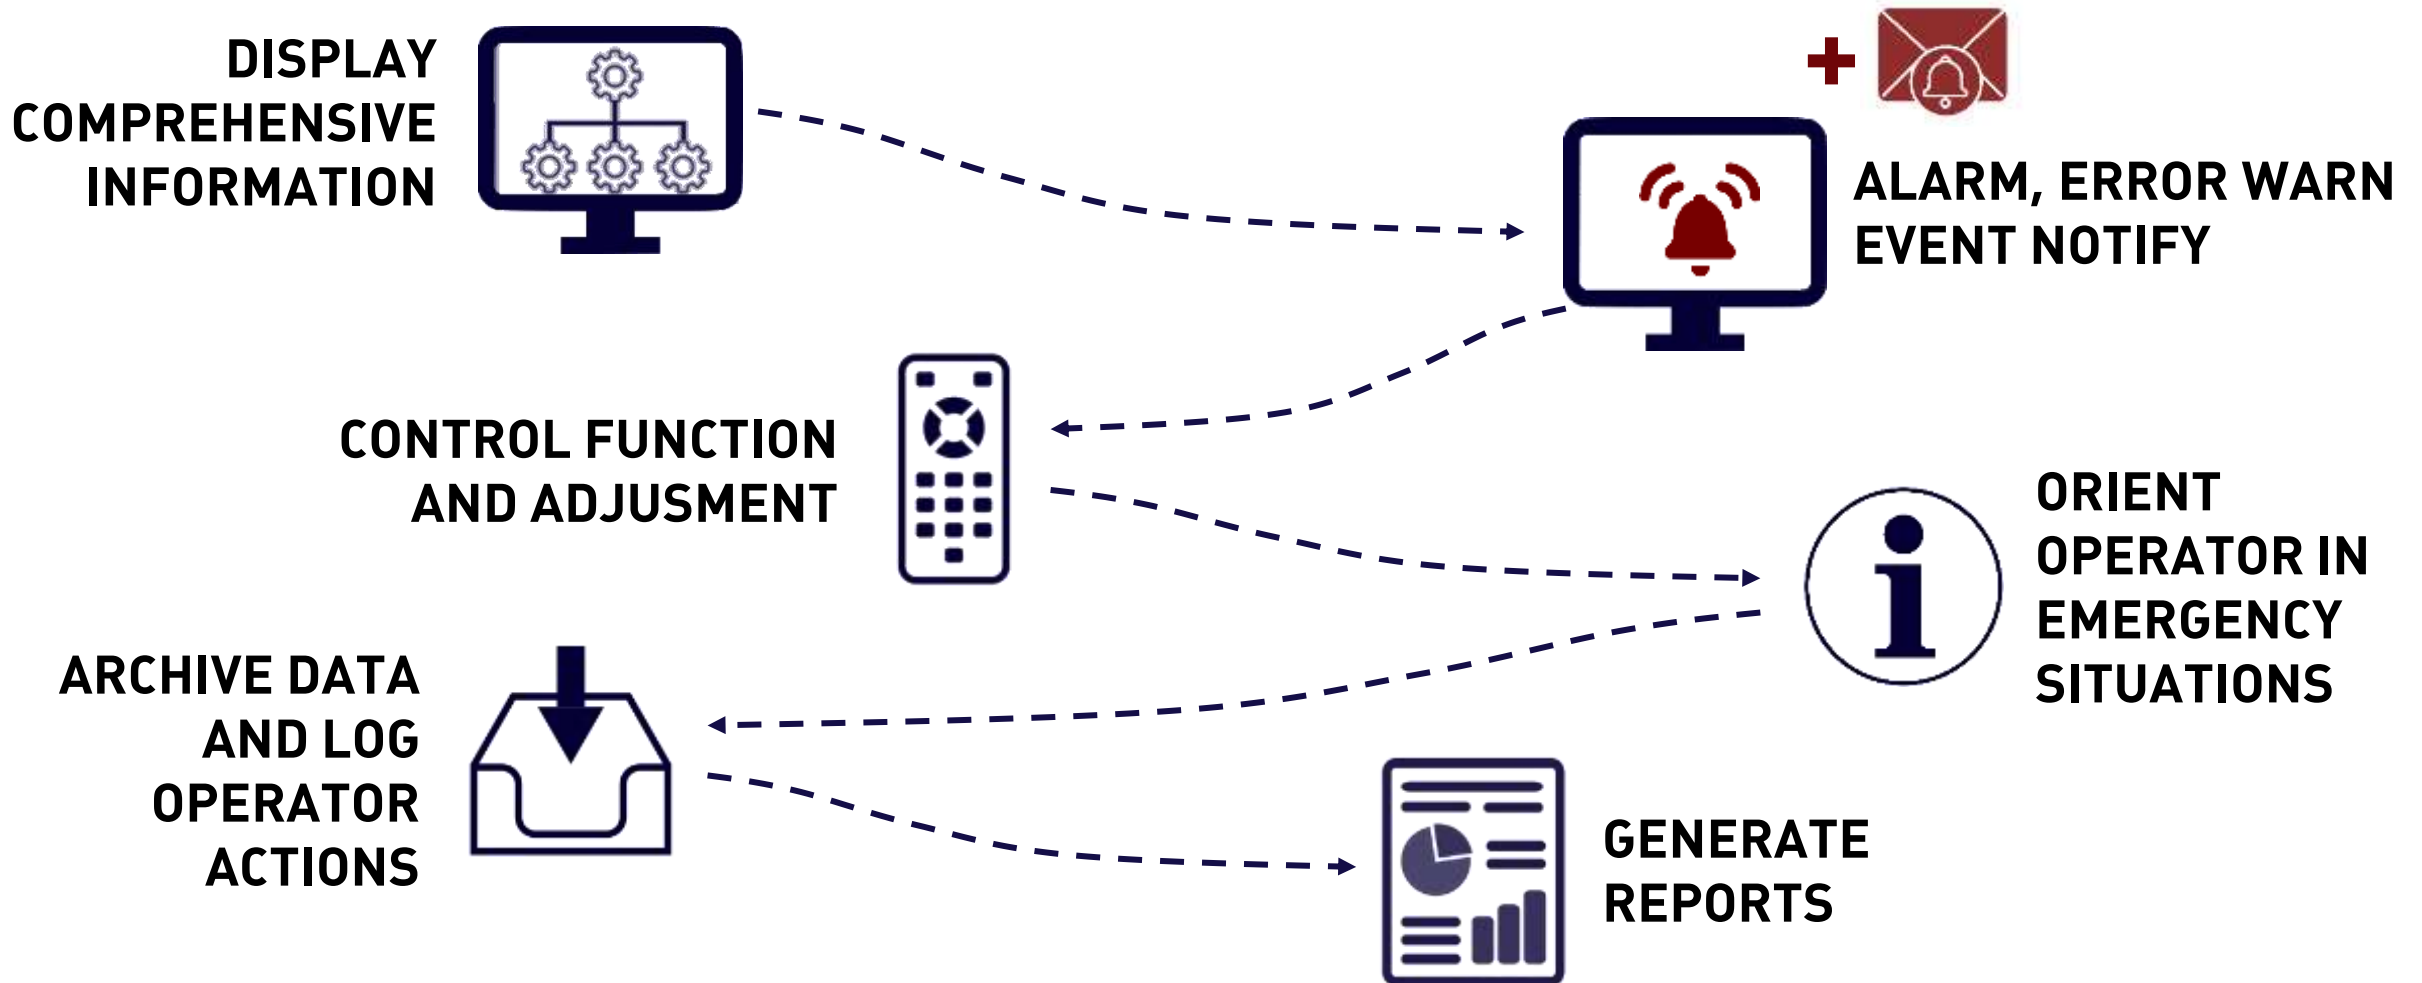 DISPLAY
COMPREHENSIVE
INFORMATION
ALARM, ERROR WARN
EVENT NOTIFY
CONTROL FUNCTION
AND ADJUSMENT
ORIENT
OPERATOR IN
EMERGENCY
SITUATIONS
ARCHIVE DATA
AND LOG
OPERATOR
ACTIONS
GENERATE
REPORTS